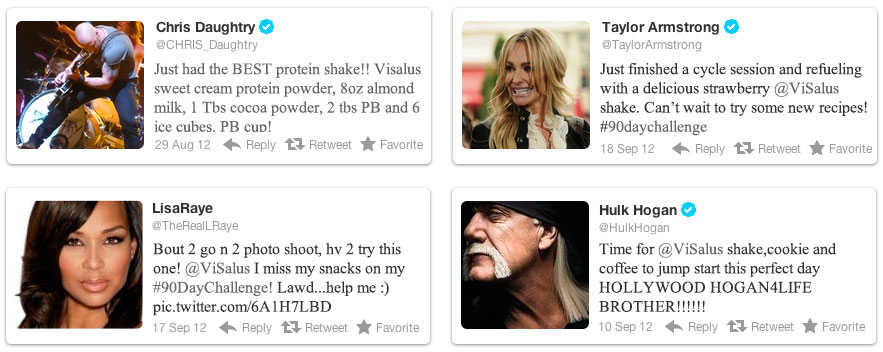 Chris Daughtry
@CHRIS_Daughtry
Just had the BEST protein shake!! Visalus
sweet cream protein powder, 8oz almond
milk, 1 Tbs cocoa powder, 2 tbs PB and 6
ice cubes. PB cup!
29 Aug 12 Reply Retweet Favorite
Taylor Armstrong
@TaylorArmstrong
Just finished a cycle session and refueling
with a delicious strawberry @ViSalus
shake. Can't wait to try some new recipes!
#90daychallenge
18 Sep 12 Reply Retweet Favorite
LisaRaye
@TheRealLRaye
Bout 2 go n 2 photo shoot, hv 2 try this
one! @ViSalus I miss my snacks on my
#90DayChallenge! Lawd...help me :)
pic.twitter.com/6A1H7LBD
17 Sep 12 Reply Retweet Favorite
Hulk Hogan
@HulkHogan
Time for @ViSalus shake,cookie and
coffee to jump start this perfect day
HOLLYWOOD HOGAN4LIFE
BROTHER!!!!!!
10 Sep 12 Reply Retweet Favorite